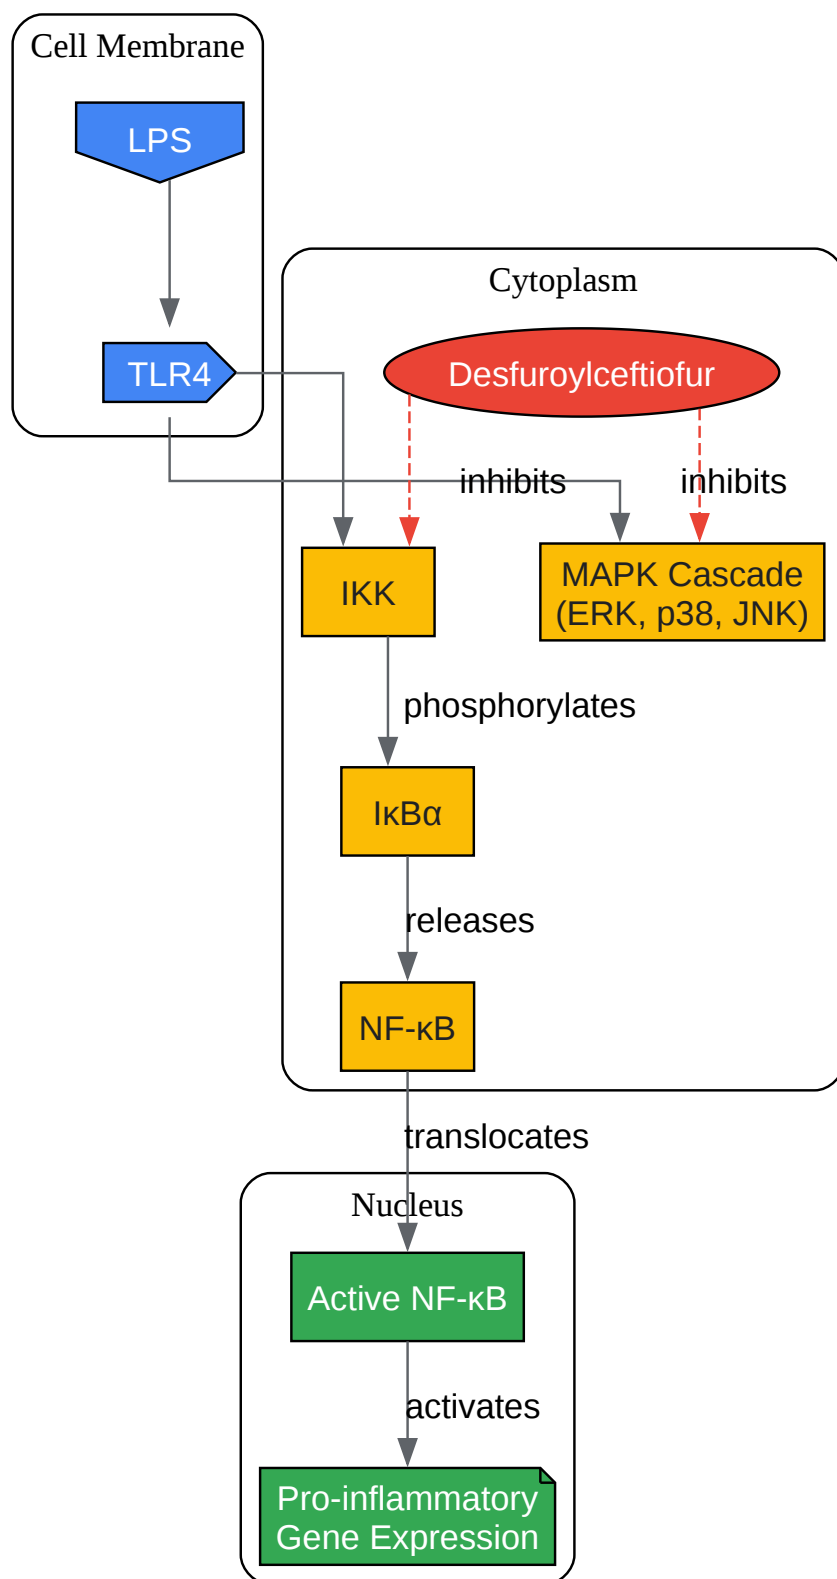 Cell Membrane
LPS
TLR4
Cytoplasm
Desfuroylceftiofur
inhibits
inhibits
IKK
MAPK Cascade
(ERK, p38, JNK)
phosphorylates
IκBα
releases
NF-κB
translocates
Nucleus
Active NF-κB
activates
Pro-inflammatory
Gene Expression